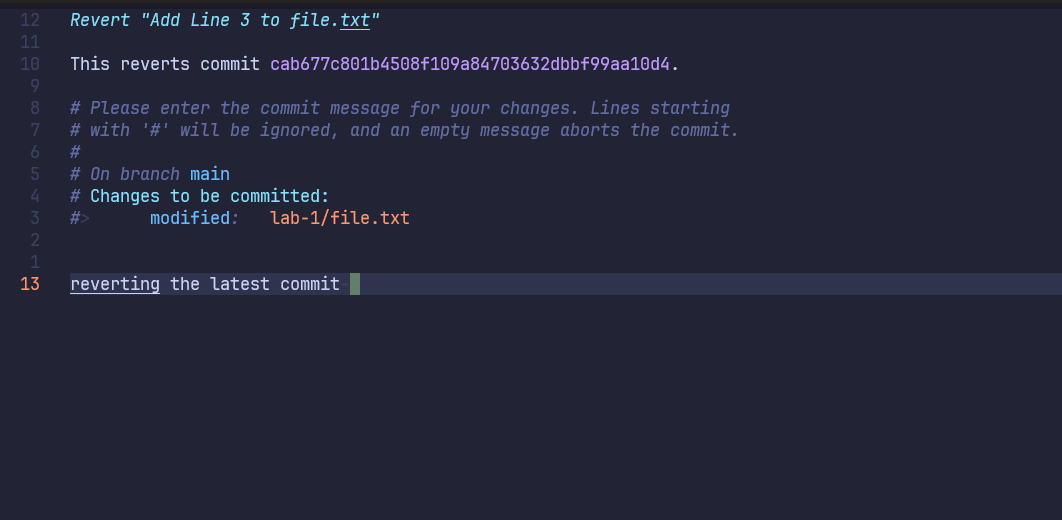 12 Revert "Add Line 3 to file.txt"
11
10 This reverts commit cab677c801b4508f109a84703632dbbf99aa10d4.
9
8 # Please enter the commit message for your changes. Lines starting
7 # with '#' will be ignored, and an empty message aborts the commit.
6 #
5 # On branch main
4 # Changes to be committed:
3 #> modified: lab-1/file.txt
2
1
13 reverting the latest commit-